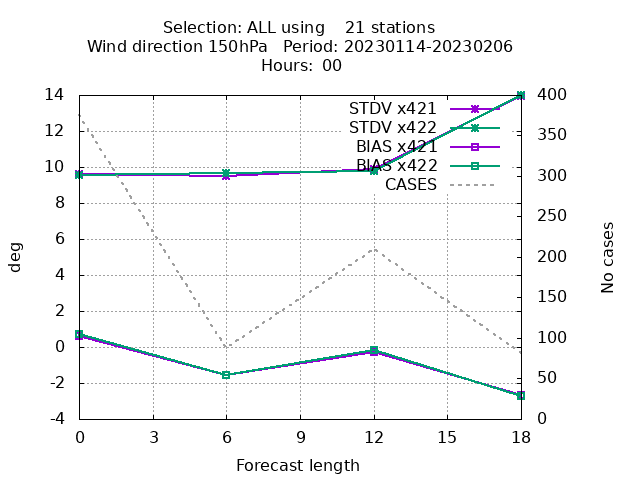 Selection: ALL using    21 stations
Wind direction 150hPa   Period: 20230114-20230206
Hours: 00
14
12
10
8
6
4
2
0
-2
-4
deg
400
350
300
250
200
150
100
50
0
No cases
STDV x421
STDV x422
BIAS x421
BIAS x422
CASES
0 3 6 9 12 15 18
Forecast length